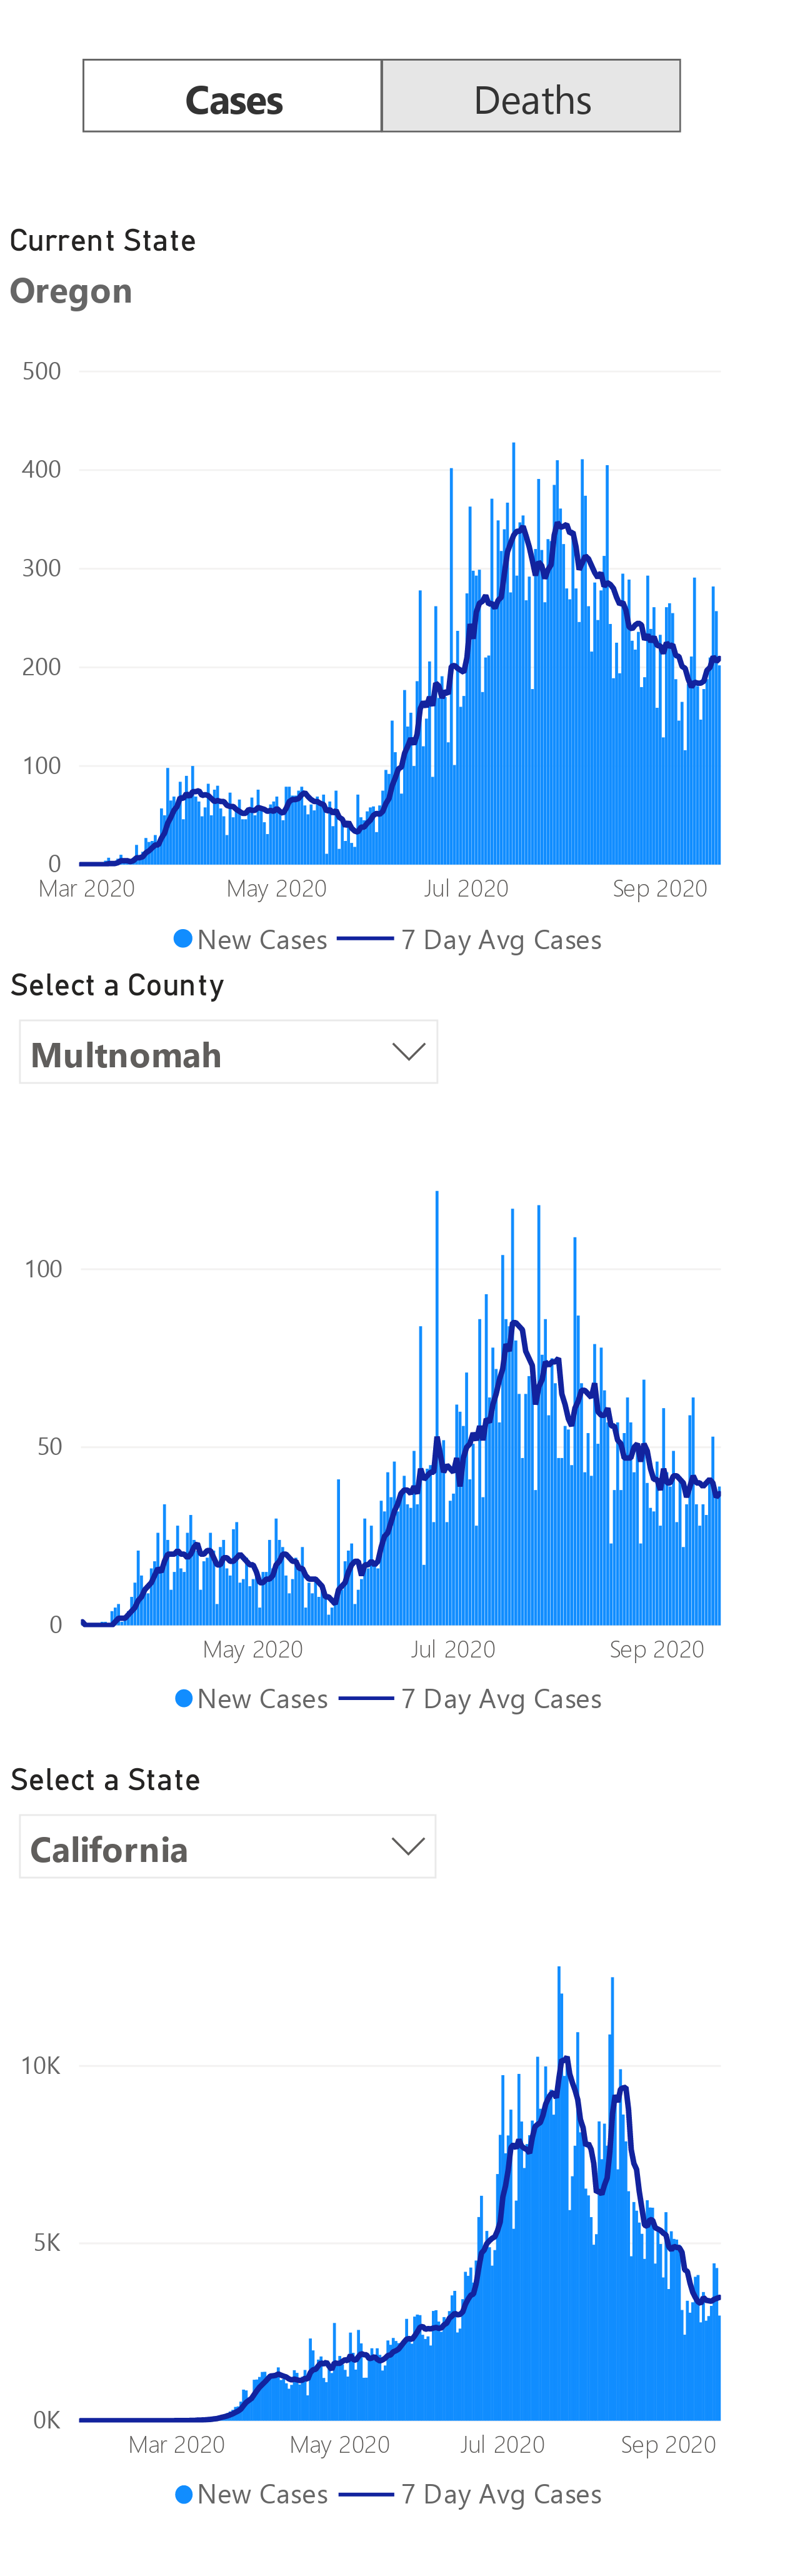 Cases Deaths
Current State
Oregon
500
400
300
200
100
0
Mar 2020 May 2020 Jul 2020 Sep 2020
New Cases 7 Day Avg Cases
Select a County
Multnomah
100
50
0
May 2020 Jul 2020 Sep 2020
New Cases 7 Day Avg Cases
Select a State
California
10K
5K
0K
Mar 2020 May 2020 Jul 2020 Sep 2020
New Cases 7 Day Avg Cases